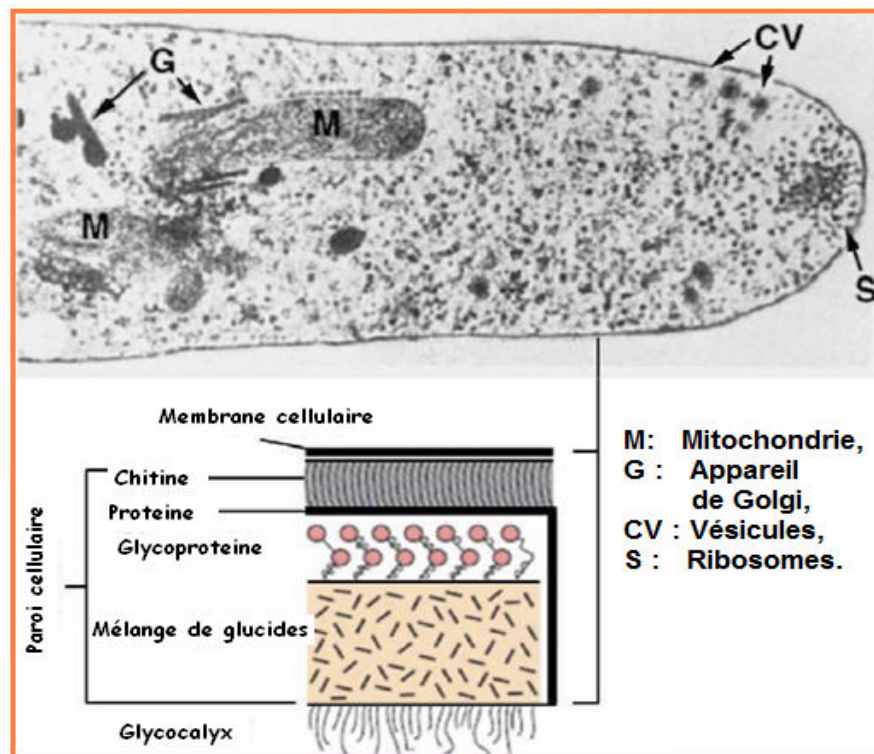 G
CV
M
M
S
Membrane cellulaire
Chitine
Proteine
Glycoproteine
Mélange de glucides
Glycocalyx
Paroi cellulaire
M: Mitochondrie,
G : Appareil
de Golgi,
CV : Vésicules,
S : Ribosomes.